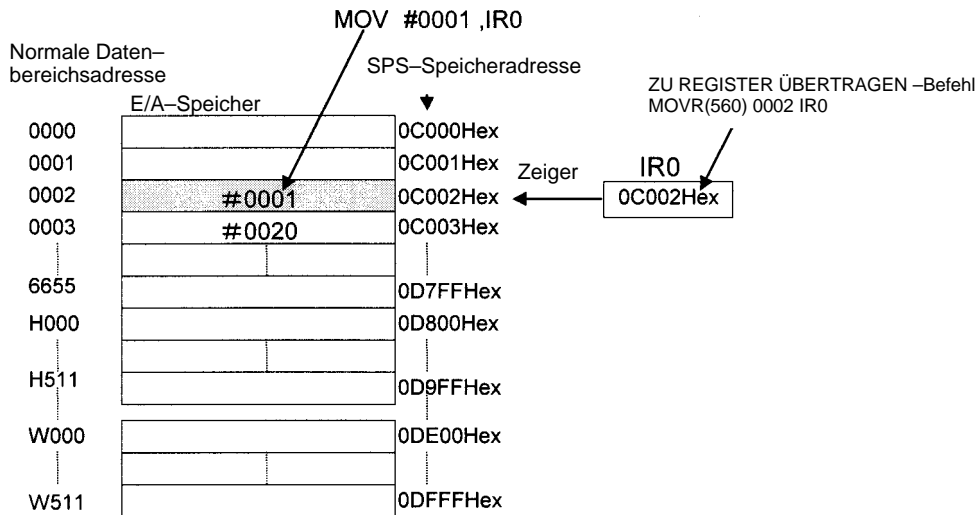 MOV #0001 ,IR0
Normale Daten–
bereichsadresse
SPS–Speicheradresse
ZU REGISTER ÜBERTRAGEN –Befehl
MOVR(560) 0002 IR0
E/A–Speicher
0000 0C000Hex
0001 0C001Hex
0002 #0001 0C002Hex
Zeiger
IR0
0C002Hex
0003 #0020 0C003Hex
6655 0D7FFHex
H000 0D800Hex
H511 0D9FFHex
W000 0DE00Hex
W511 0DFFFHex